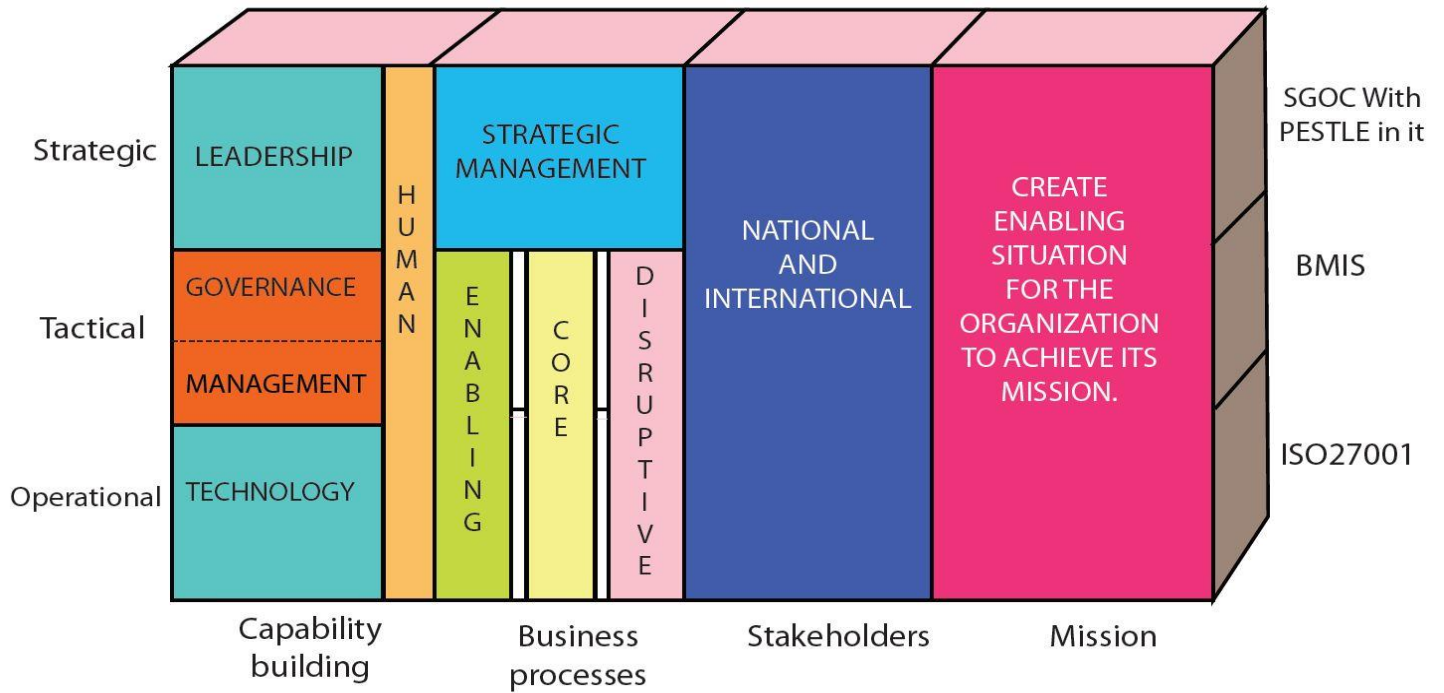 Strategic
Tactical
Operational
LEADERSHIP
GOVERNANCE
MANAGEMENT
TECHNOLOGY
HUMAN
STRATEGIC
MANAGEMENT
ENABLING
CORE
DISRUPTIVE
NATIONAL
AND
INTERNATIONAL
CREATE
ENABLING
SITUATION
FOR THE
ORGANIZATION
TO ACHIEVE ITS
MISSION.
SGOC With
PESTLE in it
BMIS
ISO27001
Capability
building
Business
processes
Stakeholders
Mission